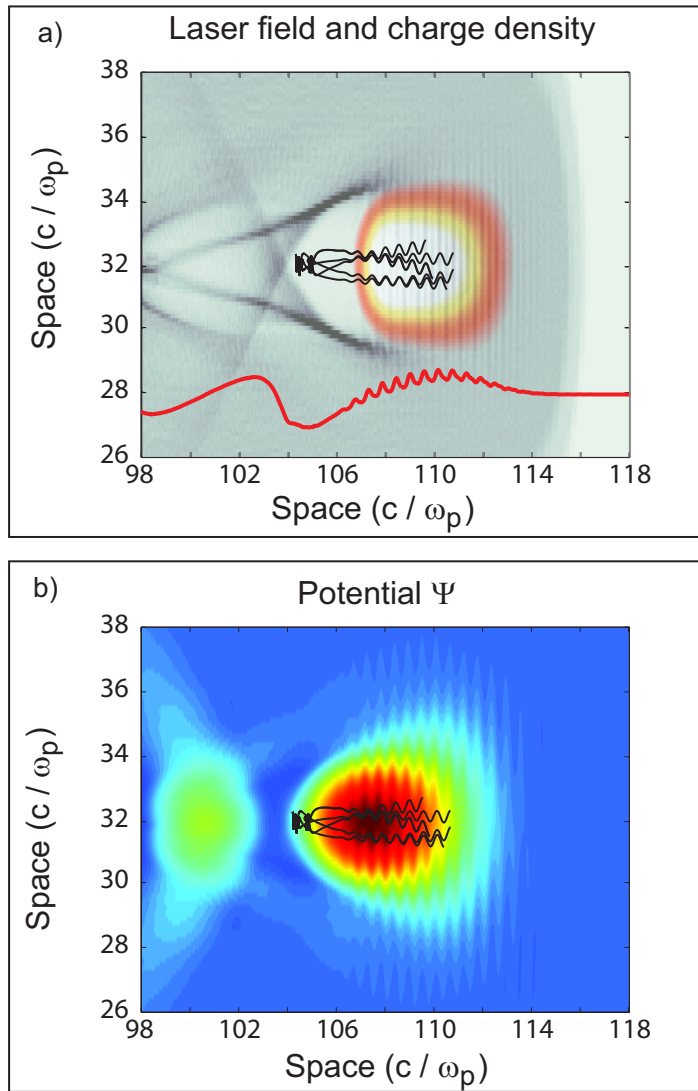 a) Laser field and charge density
38
36
34
32
30
28
26
Space (c / ωp)
98 102 106 110 114 118
Space (c / ωp)
b) Potential Ψ
38
36
34
32
30
28
26
Space (c / ωp)
98 102 106 110 114 118
Space (c / ωp)